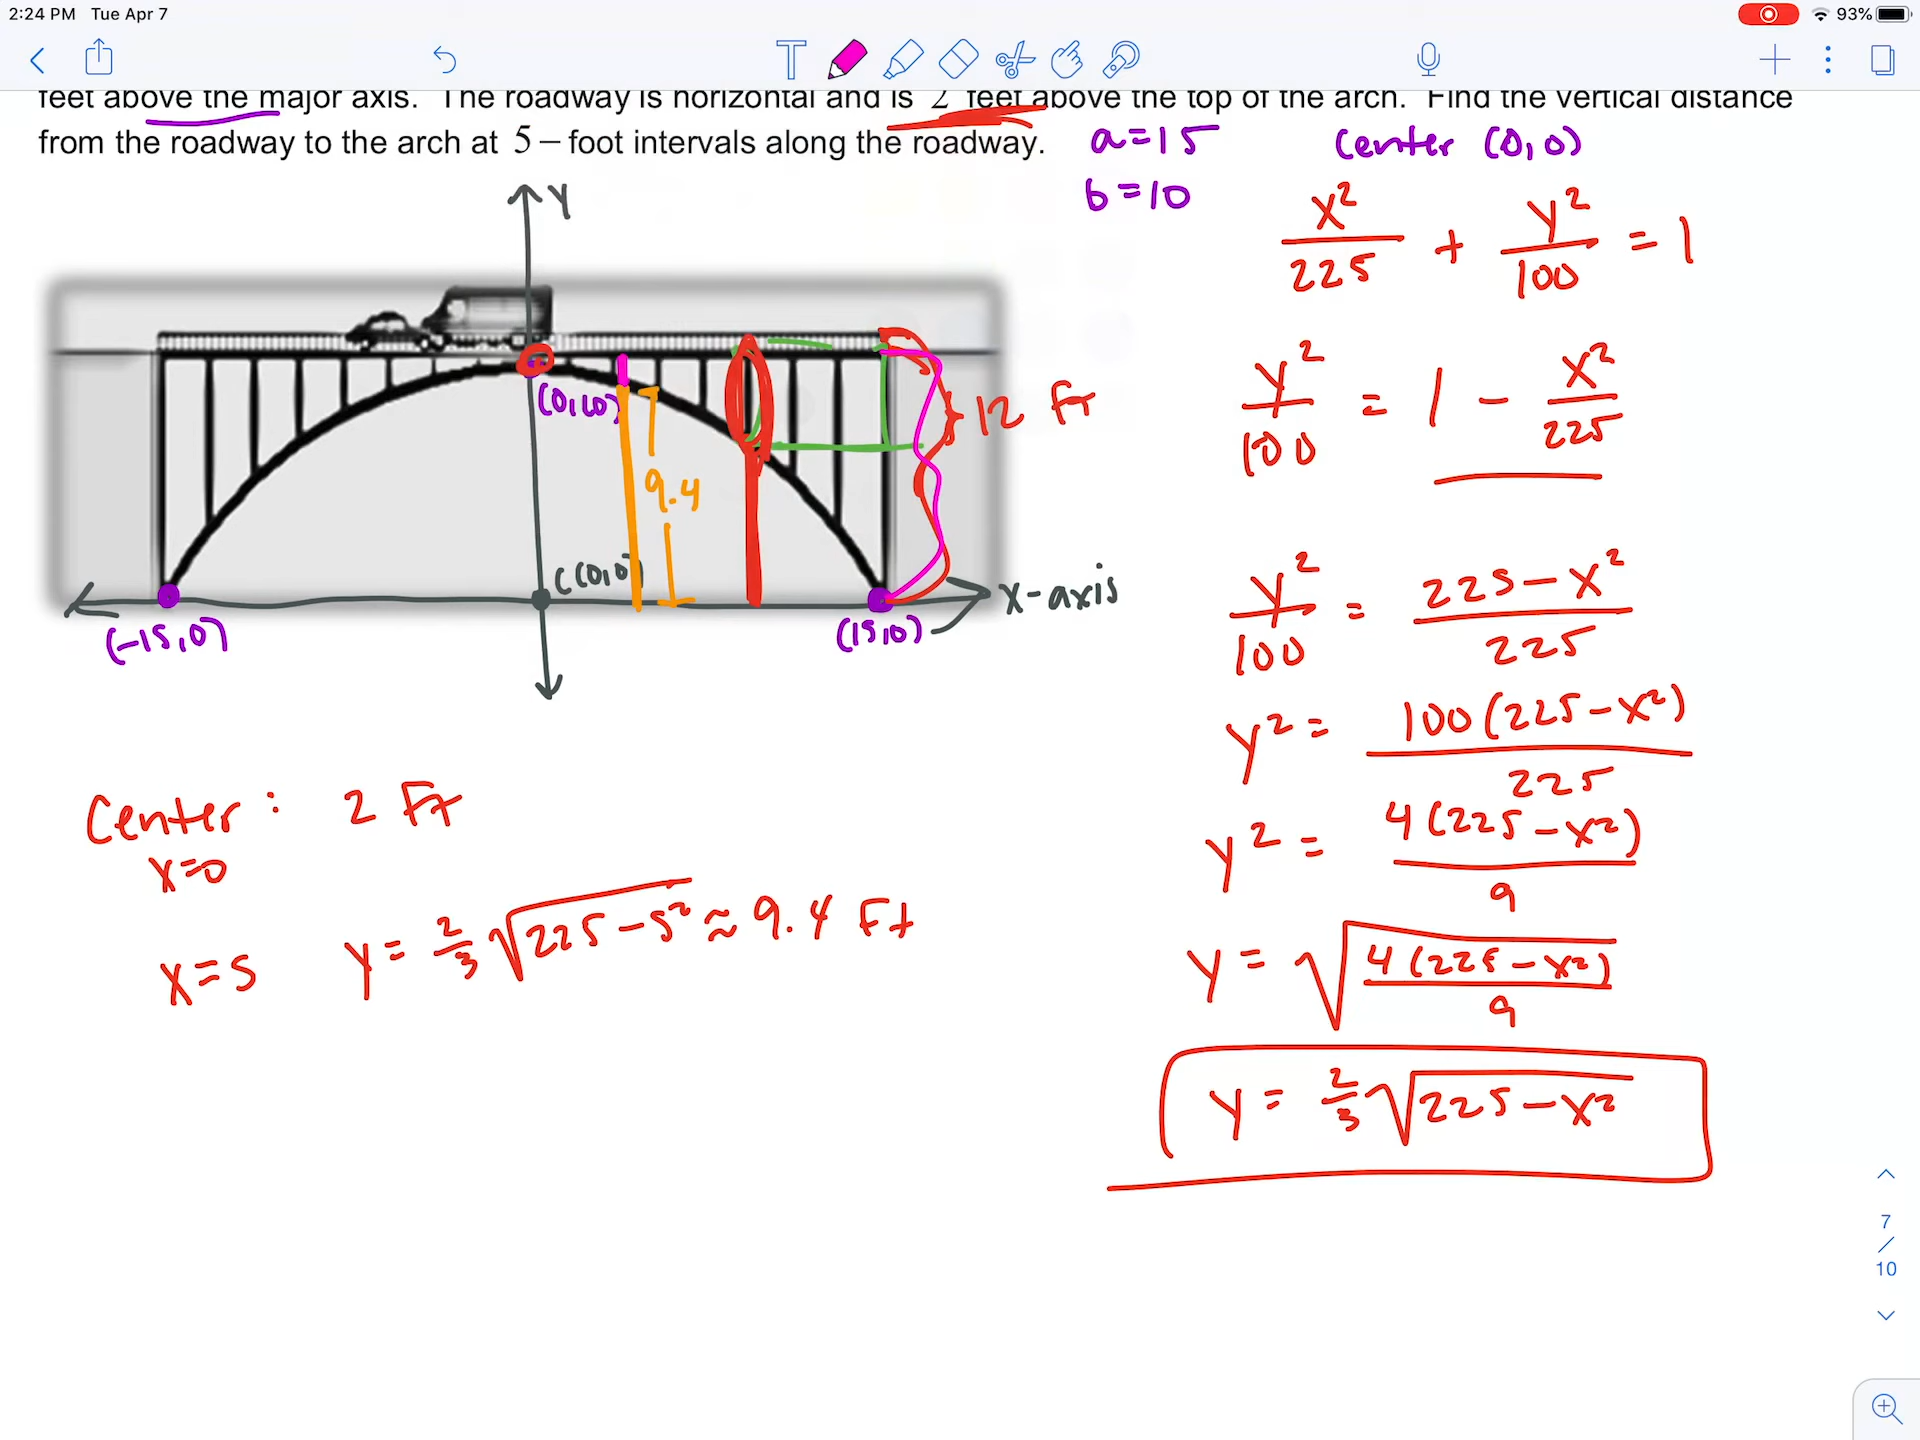 2:24 PM Tue Apr 7
93%
T
feet above the major axis. The roadway is horizontal and is 2 feet above the top of the arch. Find the vertical distance
from the roadway to the arch at 5 – foot intervals along the roadway.
a=15
b=10
Center (0,0)
x²/225 + y²/100 = 1
y²/100 = 1 - x²/225
y²/100 = 225-x²/225
y² = 100(225-x²)/225
y² = 4(225-x²)/9
y = √4(225-x²)/9
y = 2/3 √225-x²
Y
(0,10)
12 Ft
9.4
C(0,0)
x-axis
(-15,0)
(15,0)
Center: 2 Ft
x=0
x=5 y= 2/3 √225-5² ≈ 9.4 Ft
7
/
10